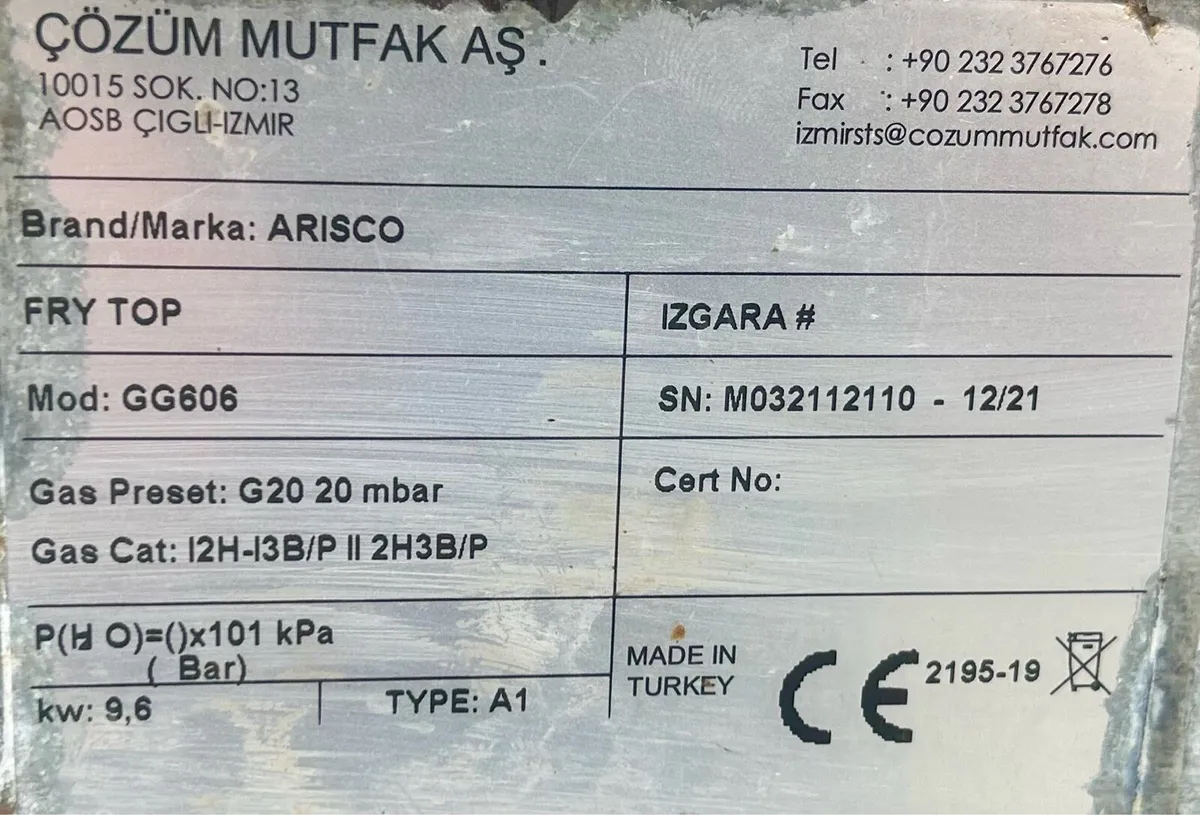 ÇÖZÜM MUTFAK AŞ.
10015 SOK. NO:13
AOSB ÇIGLI-IZMIR
Tel : +90 232 3767276
Fax : +90 232 3767278
izmirsts@cozummutfak.com
Brand/Marka: ARISCO
FRY TOP
IZGARA #
Mod: GG606
SN: M032112110 - 12/21
Gas Preset: G20 20 mbar
Gas Cat: I2H-I3B/P II 2H3B/P
Cert No:
P(H O)=()x101 kPa
( Bar)
kw: 9,6
TYPE: A1
MADE IN
TURKEY
CE 2195-19